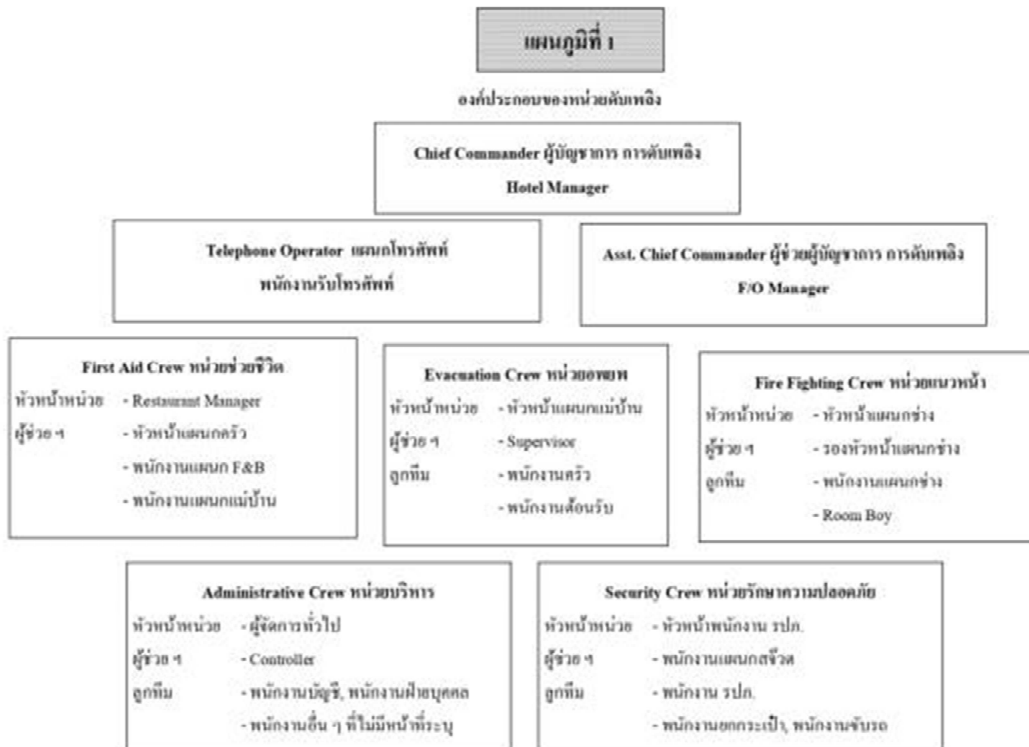 แผนภูมิที่ 1
องค์ประกอบของหน่วยดับเพลิง
Chief Commander ผู้บัญชาการ การดับเพลิง
Hotel Manager
Telephone Operator แผนกโทรศัพท์
พนักงานรับโทรศัพท์
Asst. Chief Commander ผู้ช่วยผู้บัญชาการ การดับเพลิง
F/O Manager
First Aid Crew หน่วยช่วยชีวิต
หัวหน้าหน่วย - Restaurant Manager
ผู้ช่วย ฯ - หัวหน้าแผนกครัว
- พนักงานแผนก F&B
- พนักงานแผนกแม่บ้าน
Evacuation Crew หน่วยอพยพ
หัวหน้าหน่วย - หัวหน้าแผนกแม่บ้าน
ผู้ช่วย ฯ - Supervisor
ลูกทีม - พนักงานครัว
- พนักงานต้อนรับ
Fire Fighting Crew หน่วยแนวหน้า
หัวหน้าหน่วย - หัวหน้าแผนกช่าง
ผู้ช่วย ฯ - รองหัวหน้าแผนกช่าง
ลูกทีม - พนักงานแผนกช่าง
- Room Boy
Administrative Crew หน่วยบริหาร
หัวหน้าหน่วย - ผู้จัดการทั่วไป
ผู้ช่วย ฯ - Controller
ลูกทีม - พนักงานบัญชี, พนักงานฝ่ายบุคคล
- พนักงานอื่น ๆ ที่ไม่มีหน้าที่ระบุ
Security Crew หน่วยรักษาความปลอดภัย
หัวหน้าหน่วย - หัวหน้าพนักงาน รปภ.
ผู้ช่วย ฯ - พนักงานแผนกสจ๊วต
ลูกทีม - พนักงาน รปภ.
- พนักงานยกกระเป๋า, พนักงานขับรถ